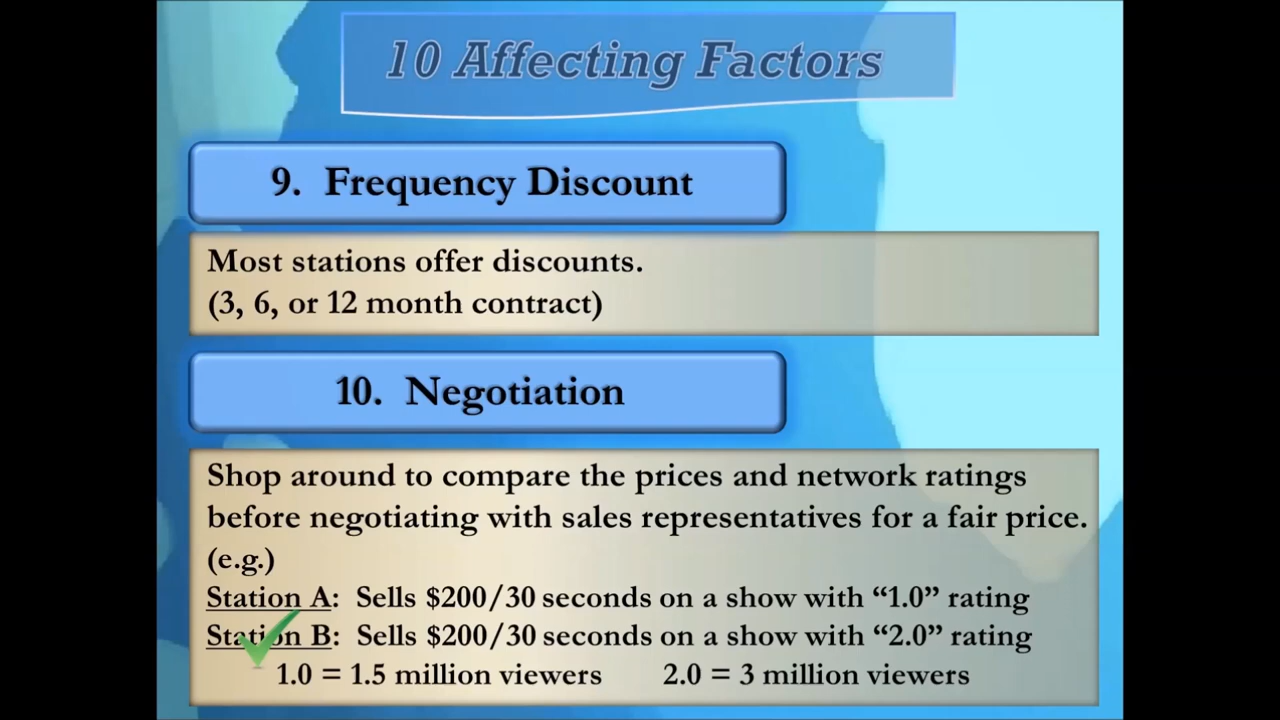 10 Affecting Factors
9. Frequency Discount
Most stations offer discounts.
(3, 6, or 12 month contract)
10. Negotiation
Shop around to compare the prices and network ratings
before negotiating with sales representatives for a fair price.
(e.g.)
Station A: Sells $200/30 seconds on a show with “1.0” rating
Station B: Sells $200/30 seconds on a show with “2.0” rating
1.0 = 1.5 million viewers 2.0 = 3 million viewers